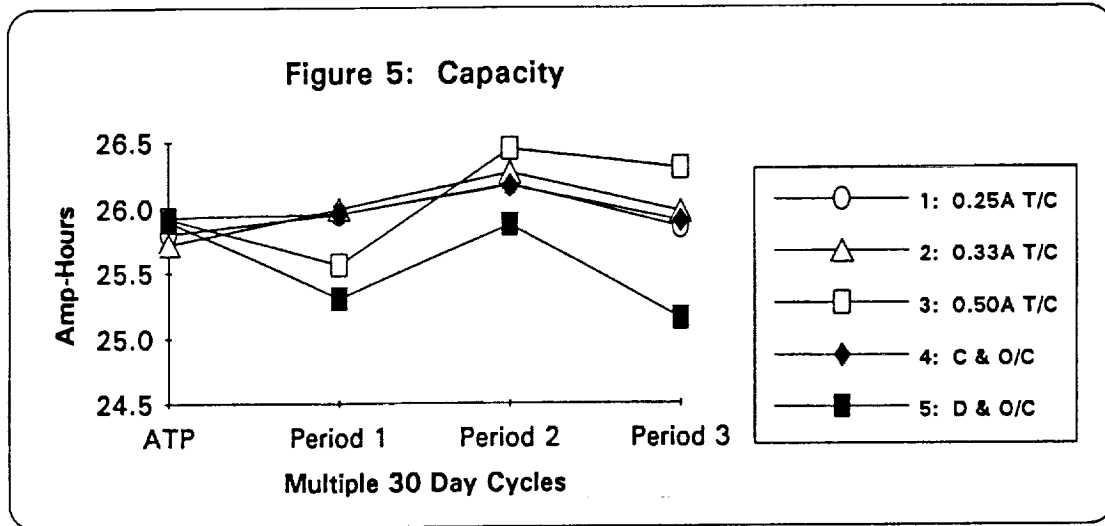 Figure 5: Capacity
Amp-Hours
26.5
26.0
25.5
25.0
24.5
ATP Period 1 Period 2 Period 3
Multiple 30 Day Cycles
1: 0.25A T/C
2: 0.33A T/C
3: 0.50A T/C
4: C & O/C
5: D & O/C